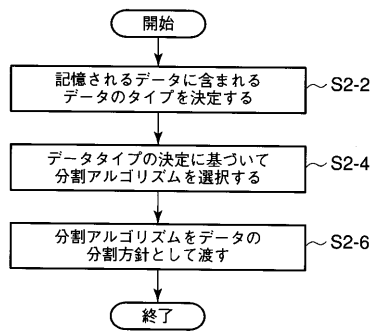 開始
記憶されるデータに含まれる
データのタイプを決定する
S2-2
データタイプの決定に基づいて
分割アルゴリズムを選択する
S2-4
分割アルゴリズムをデータの
分割方針として渡す
S2-6
終了